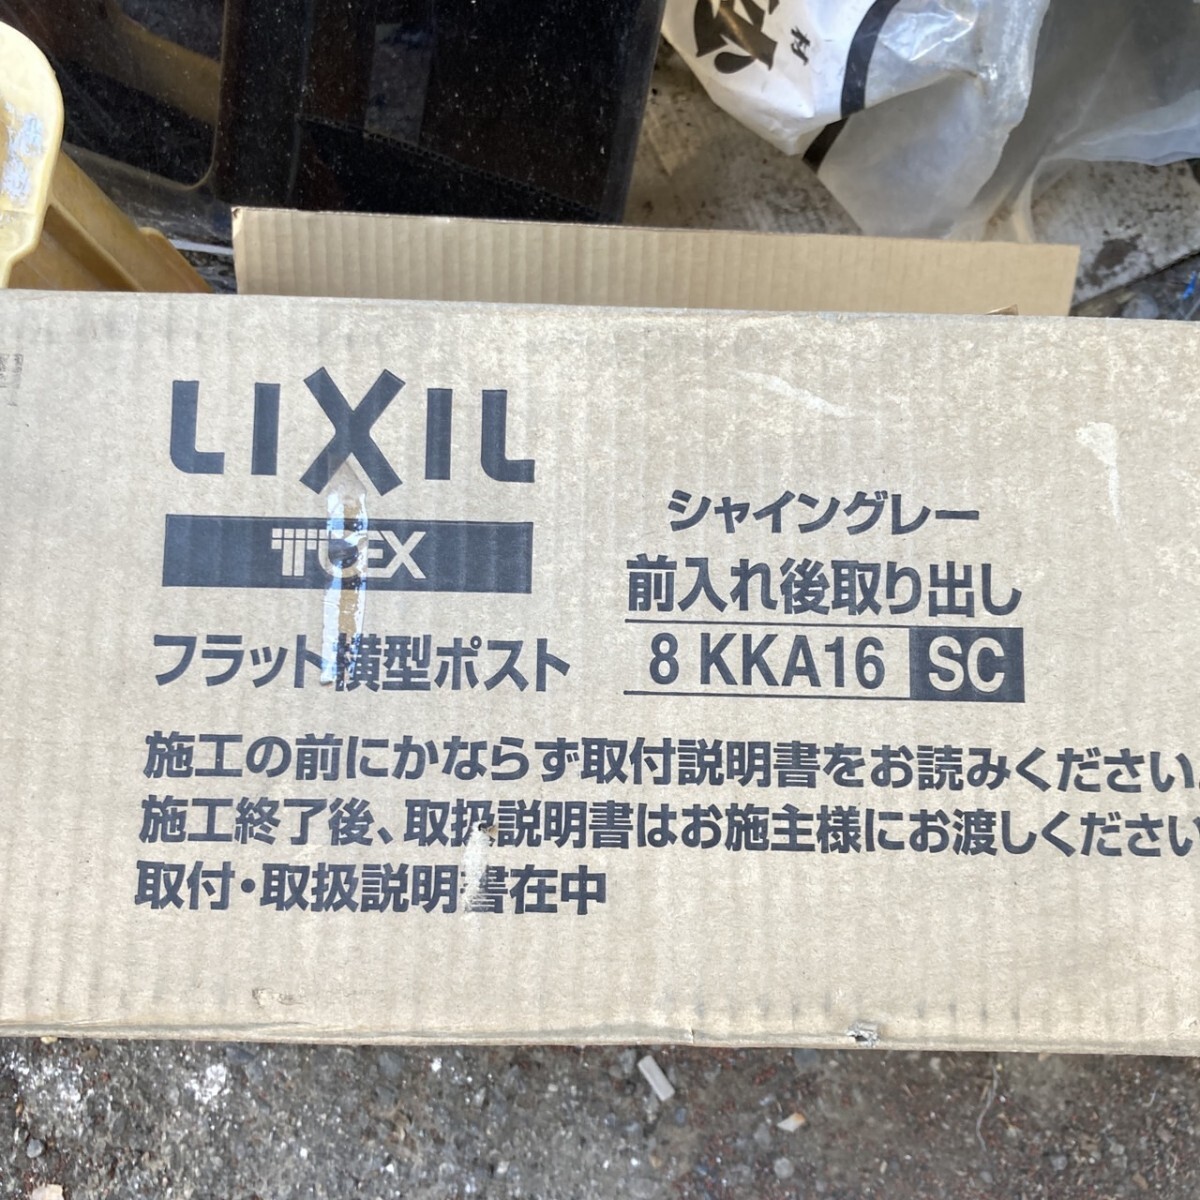 LIXIL
TOEX
フラット横型ポスト
シャイングレー
前入れ後取り出し
8 KKA16 SC
施工の前にかならず取付説明書をお読みください。
施工終了後、取扱説明書はお施主様にお渡しください
取付・取扱説明書在中
村